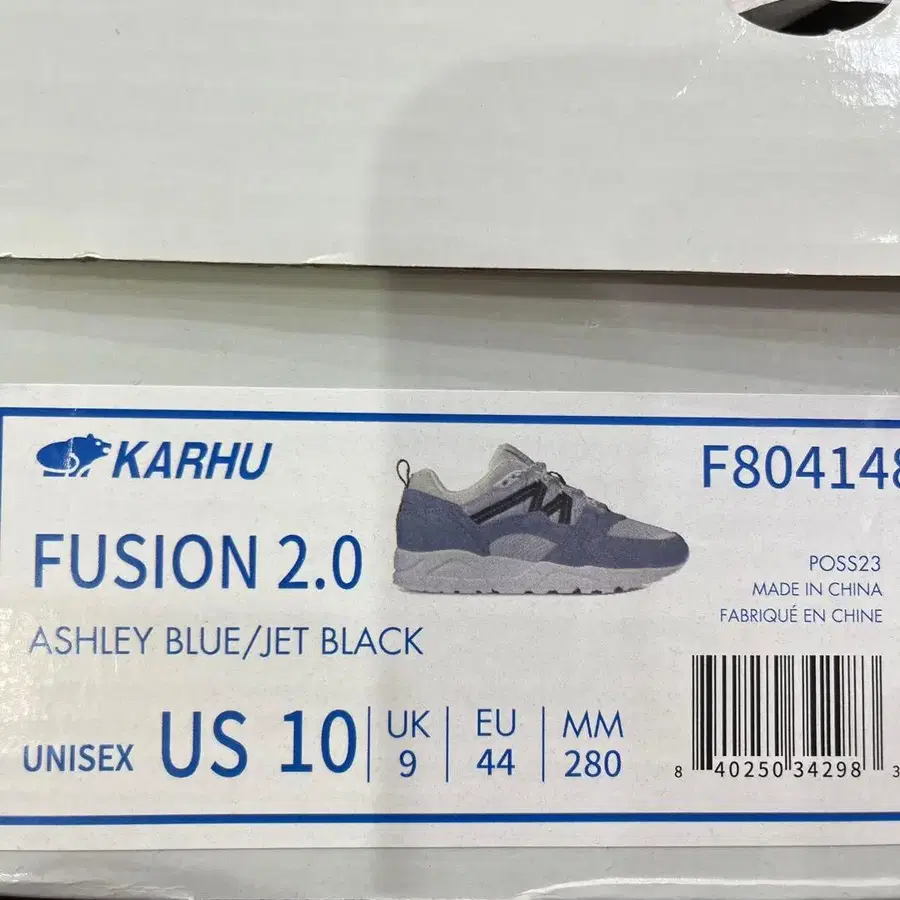 KARHU
F804148
FUSION 2.0
ASHLEY BLUE/JET BLACK
POSS23
MADE IN CHINA
FABRIQUÉ EN CHINE
UNISEX US 10
UK 9
EU 44
MM 280
8 40250 34298 3